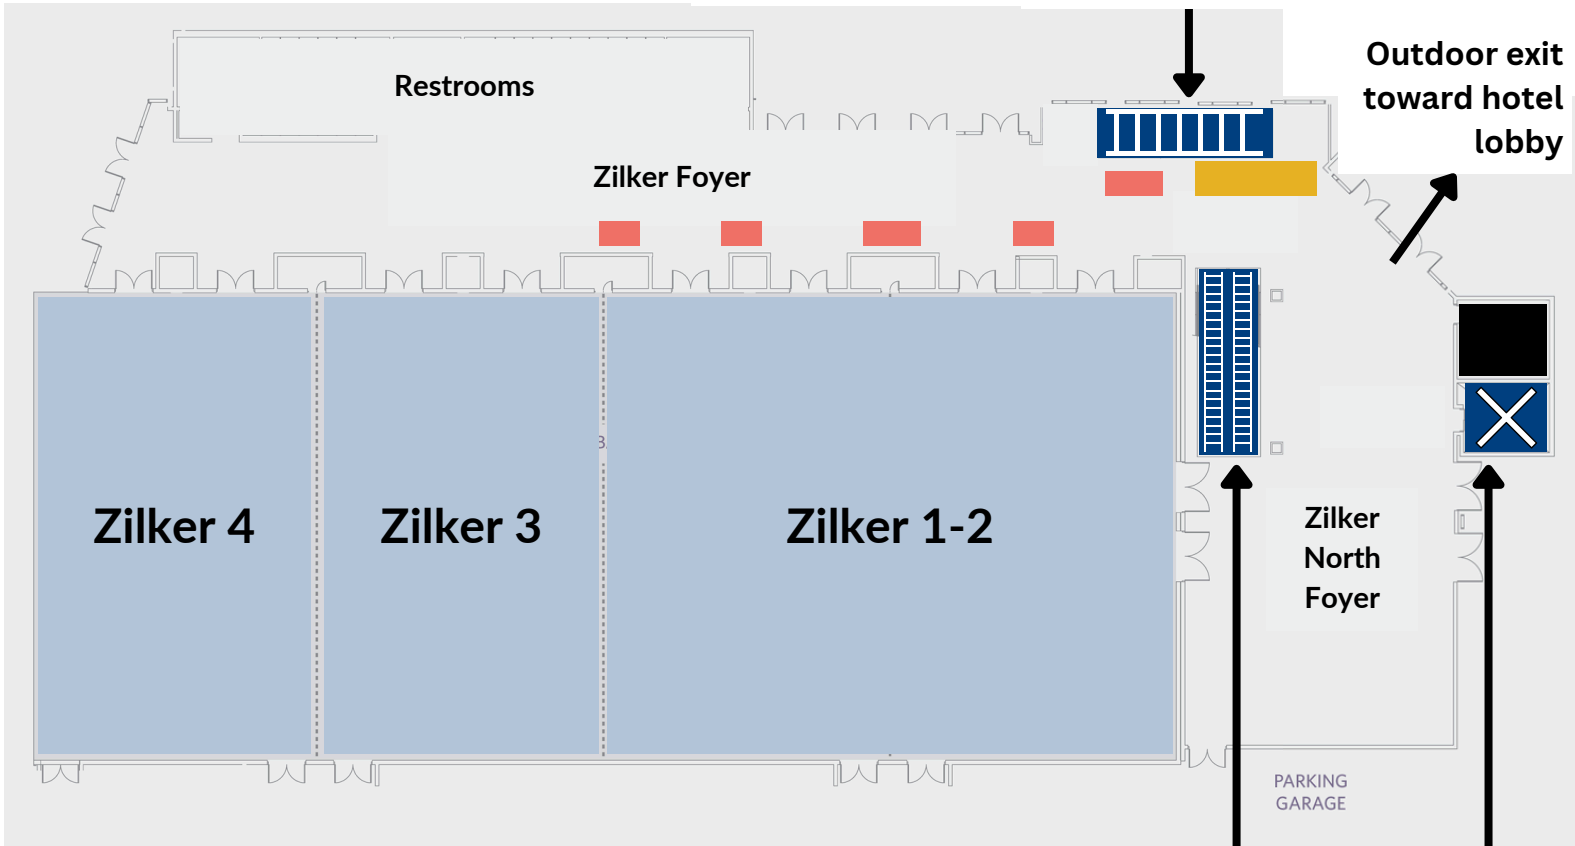 Outdoor exit
toward hotel
lobby
Restrooms
Zilker Foyer
Zilker 4
Zilker 3
Zilker 1-2
Zilker
North
Foyer
PARKING
GARAGE